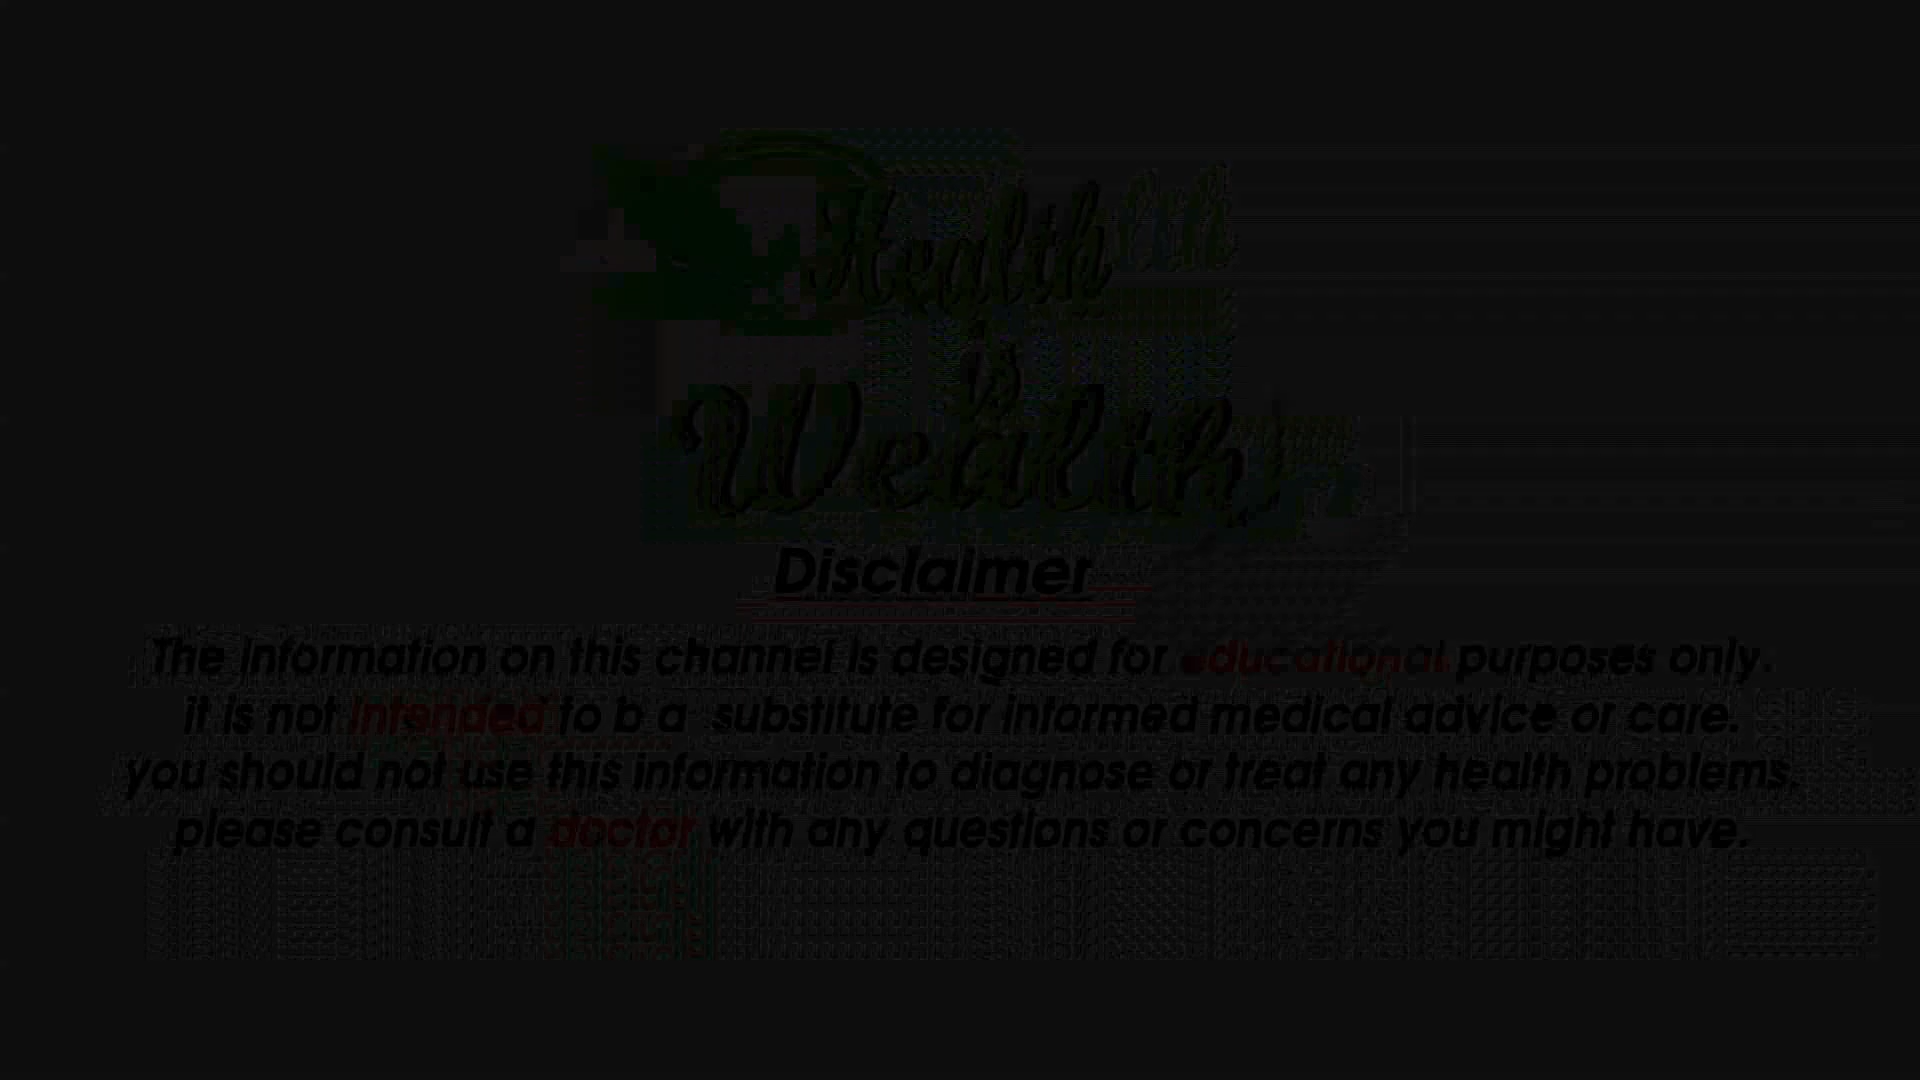 Health
is
Wealth
Disclaimer
The information on this channel is designed for educational purposes only.
it is not intended to b a substitute for informed medical advice or care.
you should not use this information to diagnose or treat any health problems.
please consult a doctor with any questions or concerns you might have.